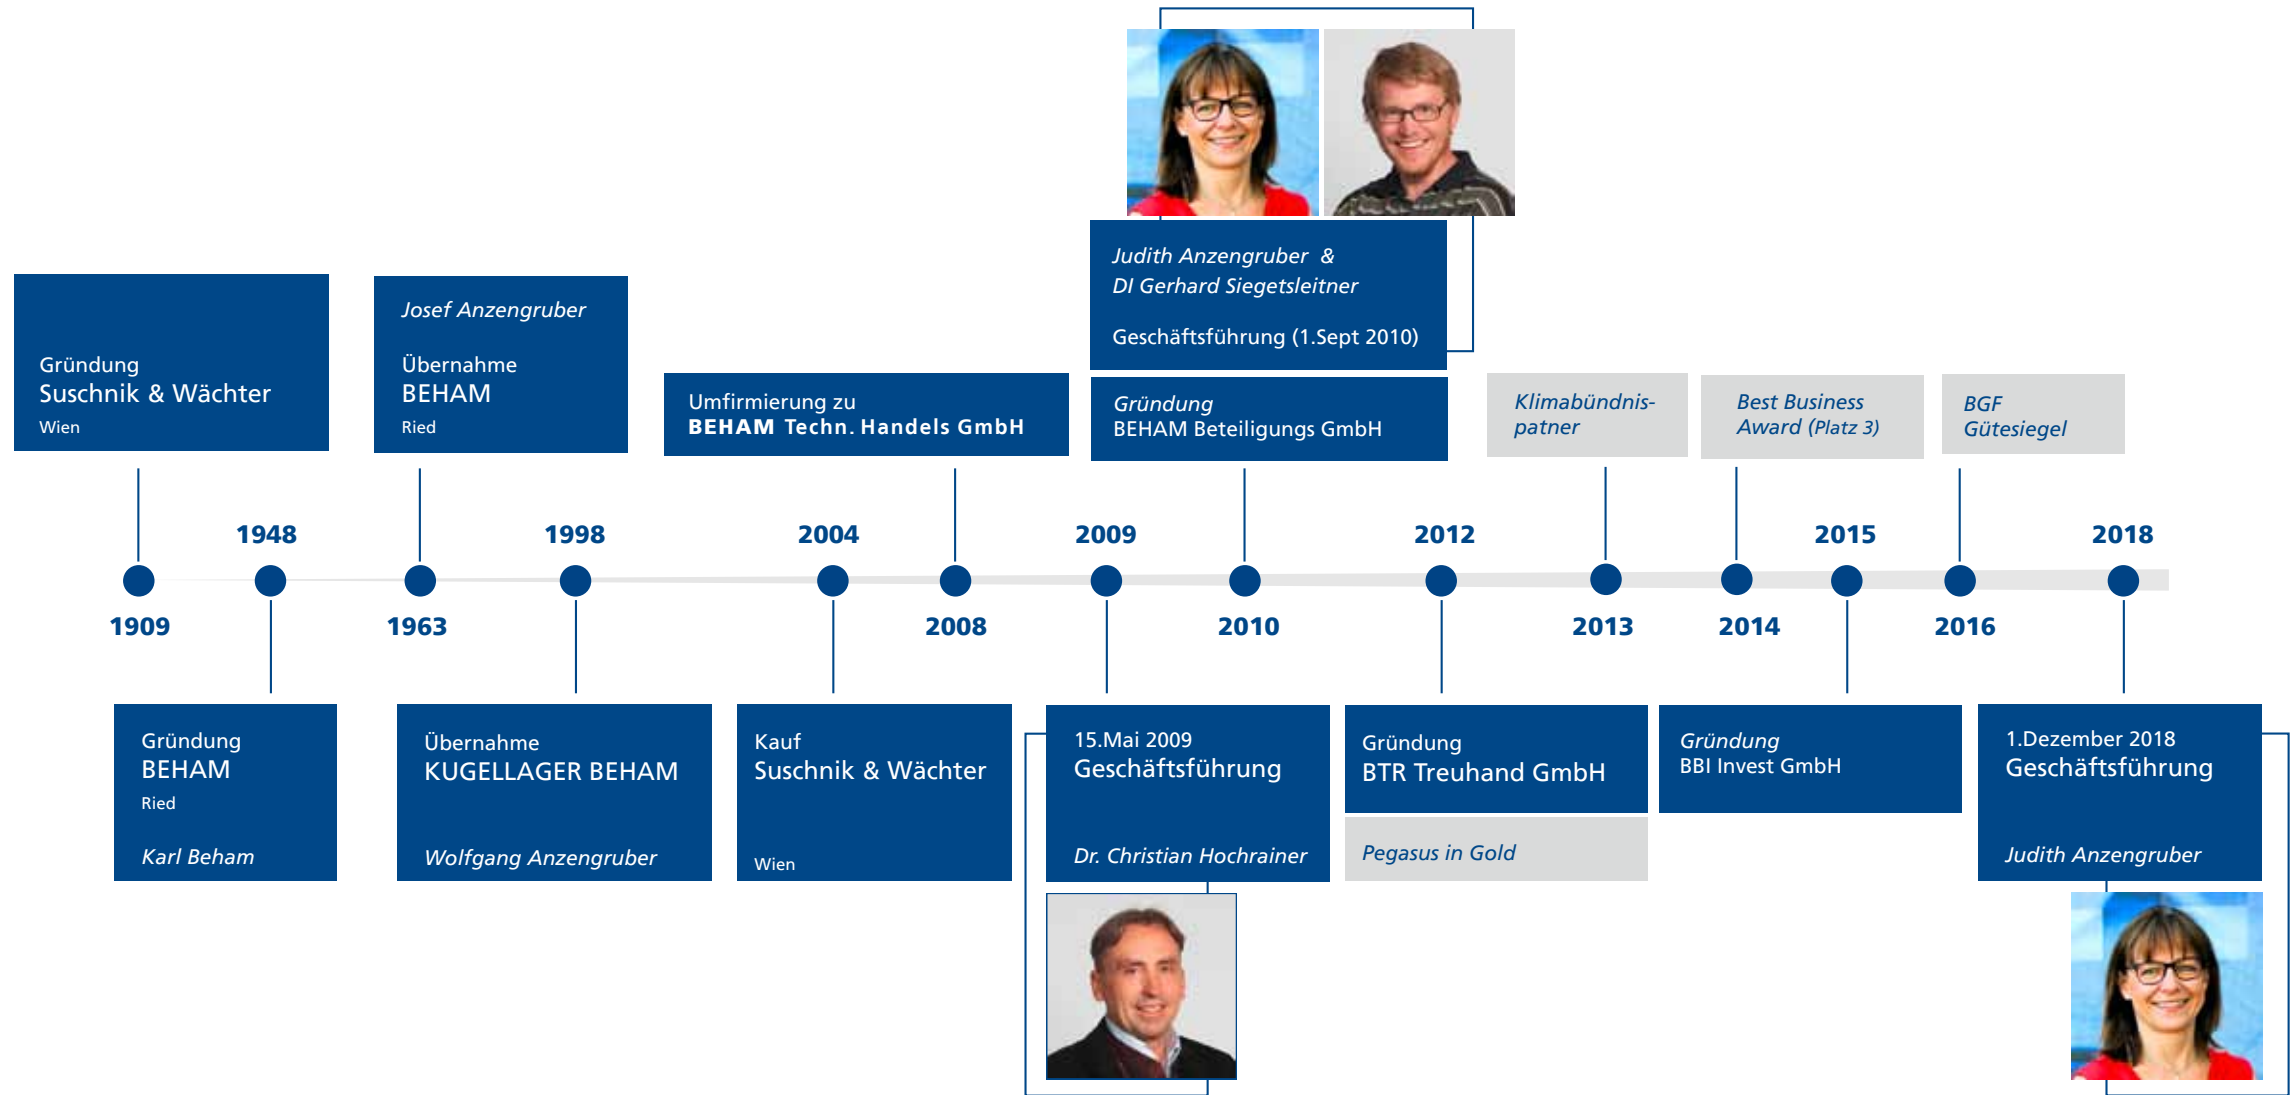 Judith Anzengruber &
DI Gerhard Siegetsleitner
Geschäftsführung (1.Sept 2010)
Gründung
Suschnik & Wächter
Wien
Josef Anzengruber
Übernahme
BEHAM
Ried
Umfirmierung zu
BEHAM Techn. Handels GmbH
Gründung
BEHAM Beteiligungs GmbH
Klimabündnis-
patner
Best Business
Award (Platz 3)
BGF
Gütesiegel
1948
1998
2004
2009
2012
2015
2018
1909
1963
2008
2010
2013
2014
2016
Gründung
BEHAM
Ried
Karl Beham
Übernahme
KUGELLAGER BEHAM
Wolfgang Anzengruber
Kauf
Suschnik & Wächter
Wien
15.Mai 2009
Geschäftsführung
Dr. Christian Hochrainer
Gründung
BTR Treuhand GmbH
Pegasus in Gold
Gründung
BBI Invest GmbH
1.Dezember 2018
Geschäftsführung
Judith Anzengruber